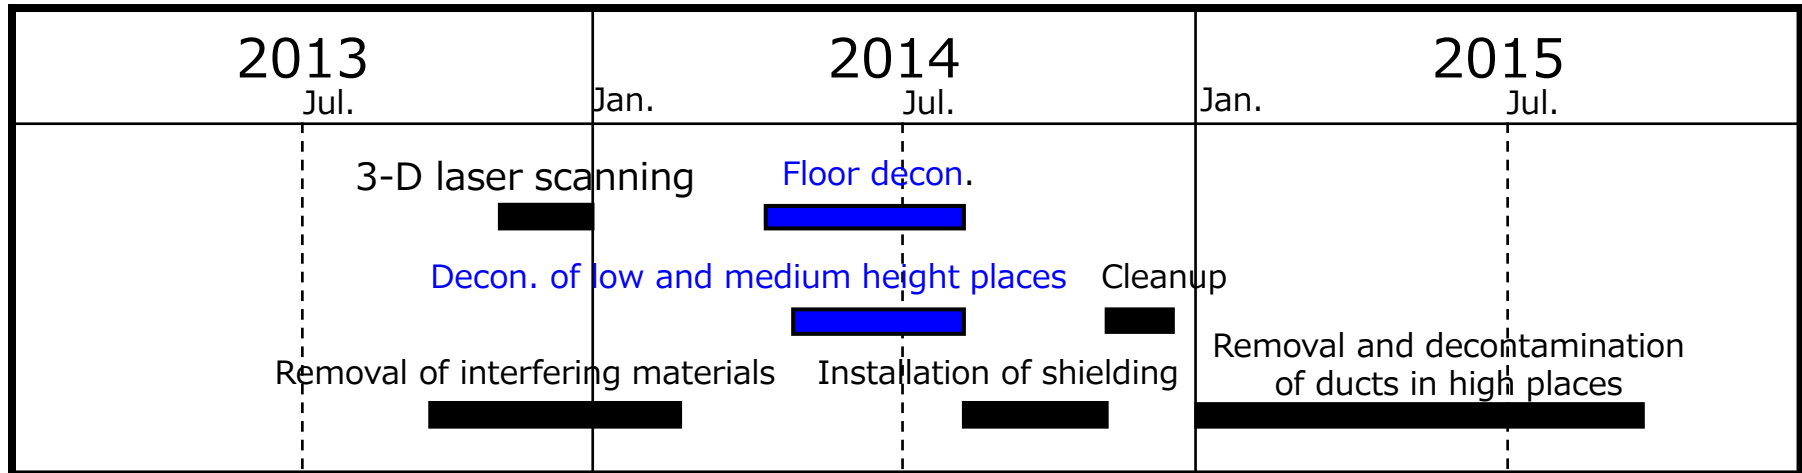 2013
2014
2015
Jul.
Jan.
Jul.
Jan.
Jul.
3-D laser scanning
Floor decon.
Decon. of low and medium height places
Cleanup
Removal of interfering materials
Installation of shielding
Removal and decontamination
of ducts in high places